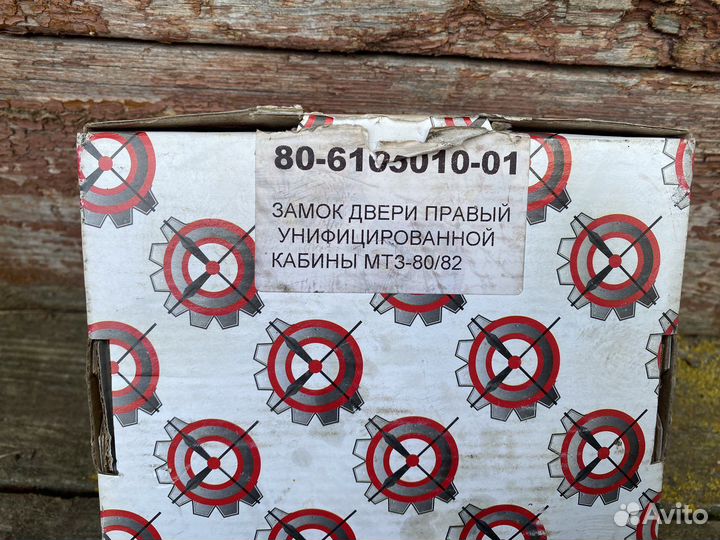 80-6105010-01
ЗАМОК ДВЕРИ ПРАВЫЙ
УНИФИЦИРОВАННОЙ
КАБИНЫ МТЗ-80/82
Avito